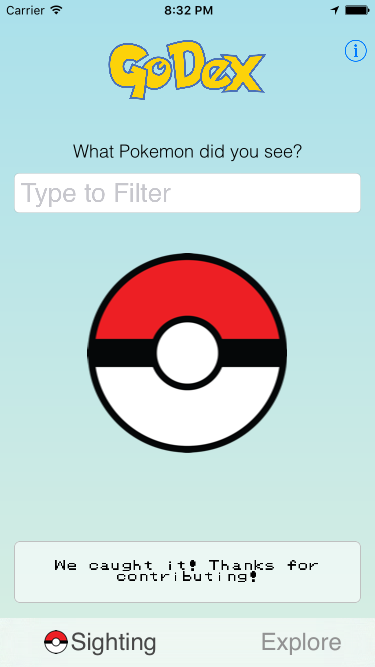 Carrier 8:32 PM
GoDex
i
What Pokemon did you see?
Type to Filter
We caught it! Thanks for
contributing!
Sighting Explore